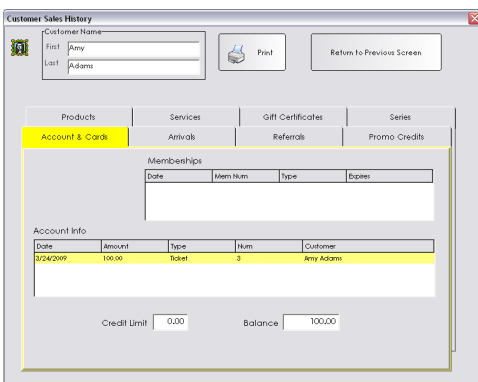 Customer Sales History
Customer Name
First Amy
Last Adams
Print
Return to Previous Screen
Products Services Gift Certificates Series
Account & Cards Arrivals Referrals Promo Credits
Memberships
Date Mem Num Type Expires
Account Info
Date Amount Type Num Customer
3/24/2009 100.00 Ticket 3 Amy Adams
Credit Limit 0.00 Balance 100.00